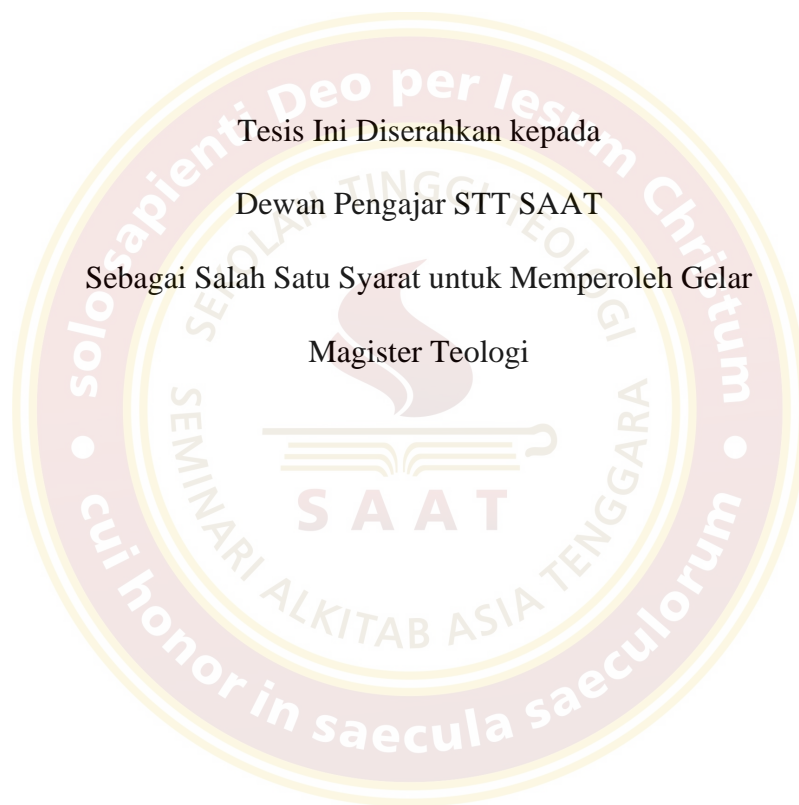 Tesis Ini Diserahkan kepada
Dewan Pengajar STT SAAT
Sebagai Salah Satu Syarat untuk Memperoleh Gelar
Magister Teologi
soli sapienti Deo per Iesum Christum
cui honor in saecula saeculorum
SEKOLAH TINGGI TEOLOGI
SEMINARI ALKITAB ASIA TENGGARA
SAAT